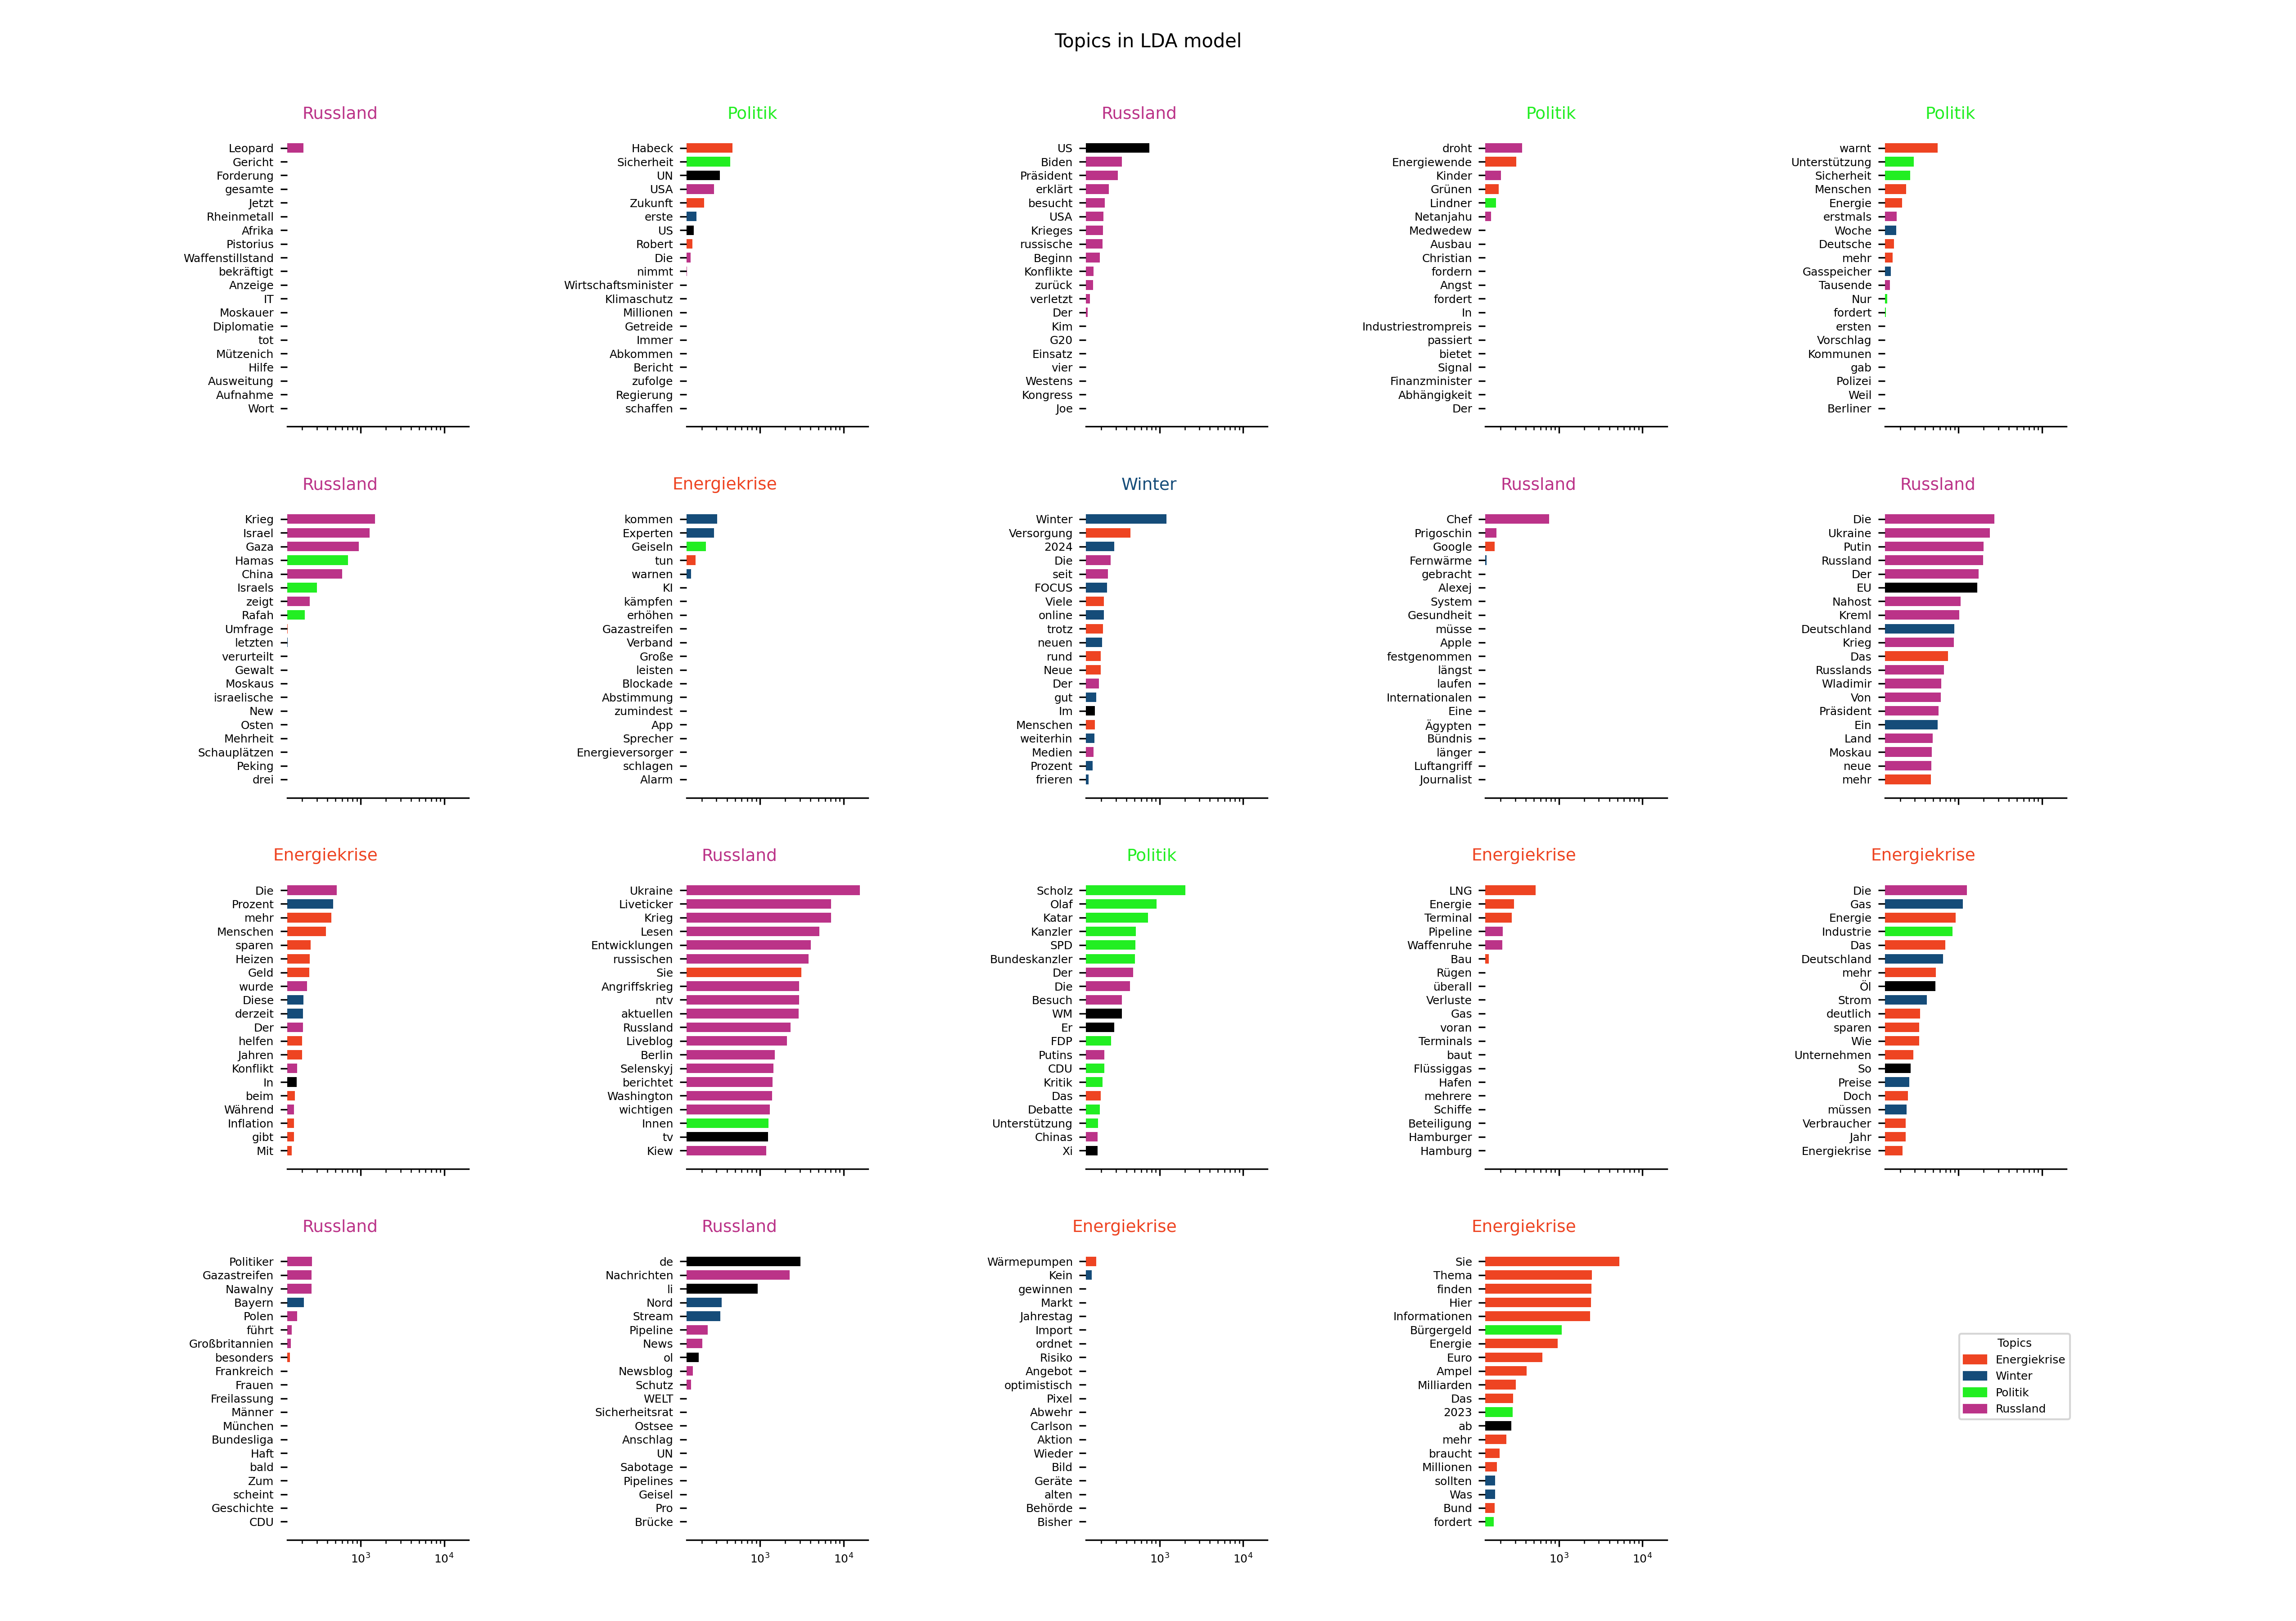 Topics in LDA model
Russland
Leopard
Gericht
Forderung
gesamte
Jetzt
Rheinmetall
Afrika
Pistorius
Waffenstillstand
bekräftigt
Anzeige
IT
Moskauer
Diplomatie
tot
Mützenich
Hilfe
Ausweitung
Aufnahme
Wort
Politik
Habeck
Sicherheit
UN
USA
Zukunft
erste
US
Robert
Die
nimmt
Wirtschaftsminister
Klimaschutz
Millionen
Getreide
Immer
Abkommen
Bericht
zufolge
Regierung
schaffen
Russland
US
Biden
Präsident
erklärt
besucht
USA
Krieges
russische
Beginn
Konflikte
zurück
verletzt
Der
Kim
G20
Einsatz
vier
Westens
Kongress
Joe
Politik
droht
Energiewende
Kinder
Grünen
Lindner
Netanjahu
Medwedew
Ausbau
Christian
fordern
Angst
fordert
In
Industriestrompreis
passiert
bietet
Signal
Finanzminister
Abhängigkeit
Der
Politik
warnt
Unterstützung
Sicherheit
Menschen
Energie
erstmals
Woche
Deutsche
mehr
Gasspeicher
Tausende
Nur
fordert
ersten
Vorschlag
Kommunen
gab
Polizei
Weil
Berliner
Russland
Krieg
Israel
Gaza
Hamas
China
Israels
zeigt
Rafah
Umfrage
letzten
verurteilt
Gewalt
Moskaus
israelische
New
Osten
Mehrheit
Schauplätzen
Peking
drei
Energiekrise
kommen
Experten
Geiseln
tun
warnen
KI
kämpfen
erhöhen
Gazastreifen
Verband
Große
leisten
Blockade
Abstimmung
zumindest
App
Sprecher
Energieversorger
schlagen
Alarm
Winter
Winter
Versorgung
2024
Die
seit
FOCUS
Viele
online
trotz
neuen
rund
Neue
Der
gut
Im
Menschen
weiterhin
Medien
Prozent
frieren
Russland
Chef
Prigoschin
Google
Fernwärme
gebracht
Alexej
System
Gesundheit
müsse
Apple
festgenommen
längst
laufen
Internationalen
Eine
Ägypten
Bündnis
länger
Luftangriff
Journalist
Russland
Die
Ukraine
Putin
Russland
Der
EU
Nahost
Kreml
Deutschland
Krieg
Das
Russlands
Wladimir
Von
Präsident
Ein
Land
Moskau
neue
mehr
Energiekrise
Die
Prozent
mehr
Menschen
sparen
Heizen
Geld
wurde
Diese
derzeit
Der
helfen
Jahren
Konflikt
In
beim
Während
Inflation
gibt
Mit
Russland
Ukraine
Liveticker
Krieg
Lesen
Entwicklungen
russischen
Sie
Angriffskrieg
ntv
aktuellen
Russland
Liveblog
Berlin
Selenskyj
berichtet
Washington
wichtigen
Innen
tv
Kiew
Politik
Scholz
Olaf
Katar
Kanzler
SPD
Bundeskanzler
Der
Die
Besuch
WM
Er
FDP
Putins
CDU
Kritik
Das
Debatte
Unterstützung
Chinas
Xi
Energiekrise
LNG
Energie
Terminal
Pipeline
Waffenruhe
Bau
Rügen
überall
Verluste
Gas
voran
Terminals
baut
Flüssiggas
Hafen
mehrere
Schiffe
Beteiligung
Hamburger
Hamburg
Energiekrise
Die
Gas
Energie
Industrie
Das
Deutschland
mehr
Öl
Strom
deutlich
sparen
Wie
Unternehmen
So
Preise
Doch
müssen
Verbraucher
Jahr
Energiekrise
Russland
Politiker
Gazastreifen
Nawalny
Bayern
Polen
führt
Großbritannien
besonders
Frankreich
Frauen
Freilassung
Männer
München
Bundesliga
Haft
bald
Zum
scheint
Geschichte
CDU
10³ 10⁴
Russland
de
Nachrichten
li
Nord
Stream
Pipeline
News
ol
Newsblog
Schutz
WELT
Sicherheitsrat
Ostsee
Anschlag
UN
Sabotage
Pipelines
Geisel
Pro
Brücke
10³ 10⁴
Energiekrise
Wärmepumpen
Kein
gewinnen
Markt
Jahrestag
Import
ordnet
Risiko
Angebot
optimistisch
Pixel
Abwehr
Carlson
Aktion
Wieder
Bild
Geräte
alten
Behörde
Bisher
10³ 10⁴
Energiekrise
Sie
Thema
finden
Hier
Informationen
Bürgergeld
Energie
Euro
Ampel
Milliarden
Das
2023
ab
mehr
braucht
Millionen
sollten
Was
Bund
fordert
10³ 10⁴
Topics
Energiekrise
Winter
Politik
Russland